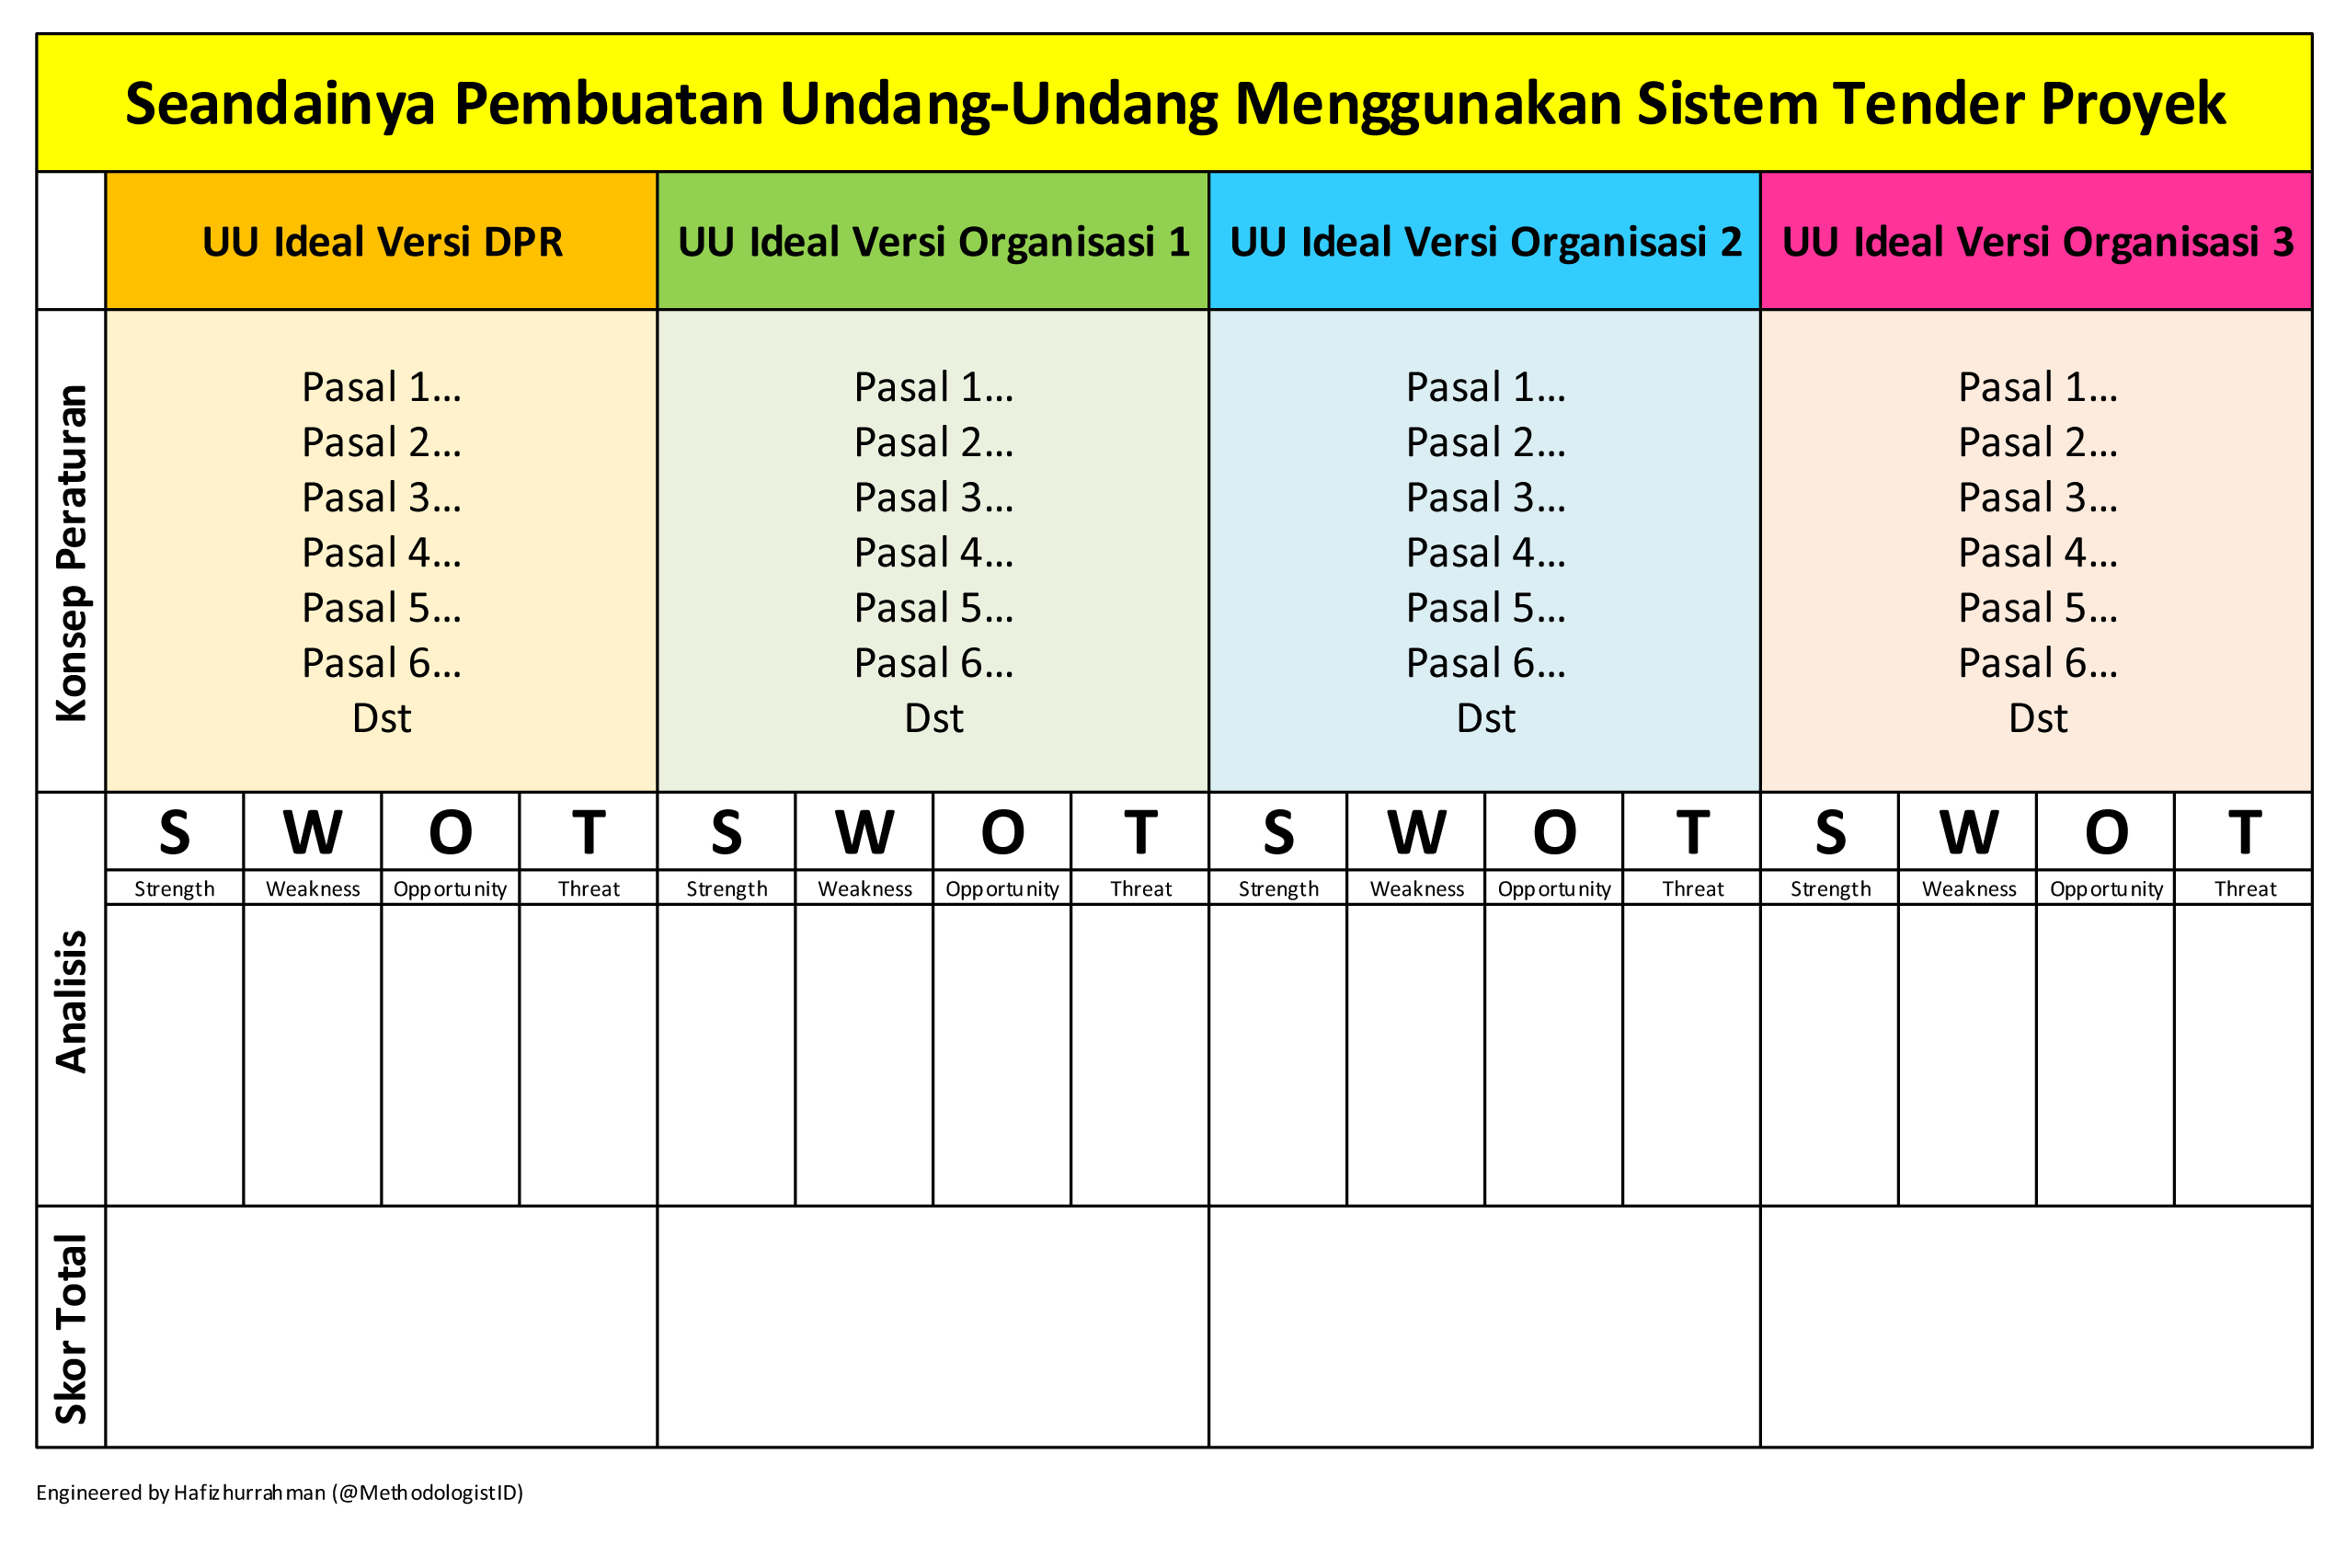 Seandainya Pembuatan Undang-Undang Menggunakan Sistem Tender Proyek
UU Ideal Versi DPR
UU Ideal Versi Organisasi 1
UU Ideal Versi Organisasi 2
UU Ideal Versi Organisasi 3
Konsep Peraturan
Pasal 1...
Pasal 2...
Pasal 3...
Pasal 4...
Pasal 5...
Pasal 6...
Dst
Pasal 1...
Pasal 2...
Pasal 3...
Pasal 4...
Pasal 5...
Pasal 6...
Dst
Pasal 1...
Pasal 2...
Pasal 3...
Pasal 4...
Pasal 5...
Pasal 6...
Dst
Pasal 1...
Pasal 2...
Pasal 3...
Pasal 4...
Pasal 5...
Pasal 6...
Dst
Analisis
S W O T S W O T S W O T S W O T
Strength Weakness Opportunity Threat Strength Weakness Opportunity Threat Strength Weakness Opportunity Threat Strength Weakness Opportunity Threat
Skor Total
Engineered by Hafizhurrahman (@MethodologistID)